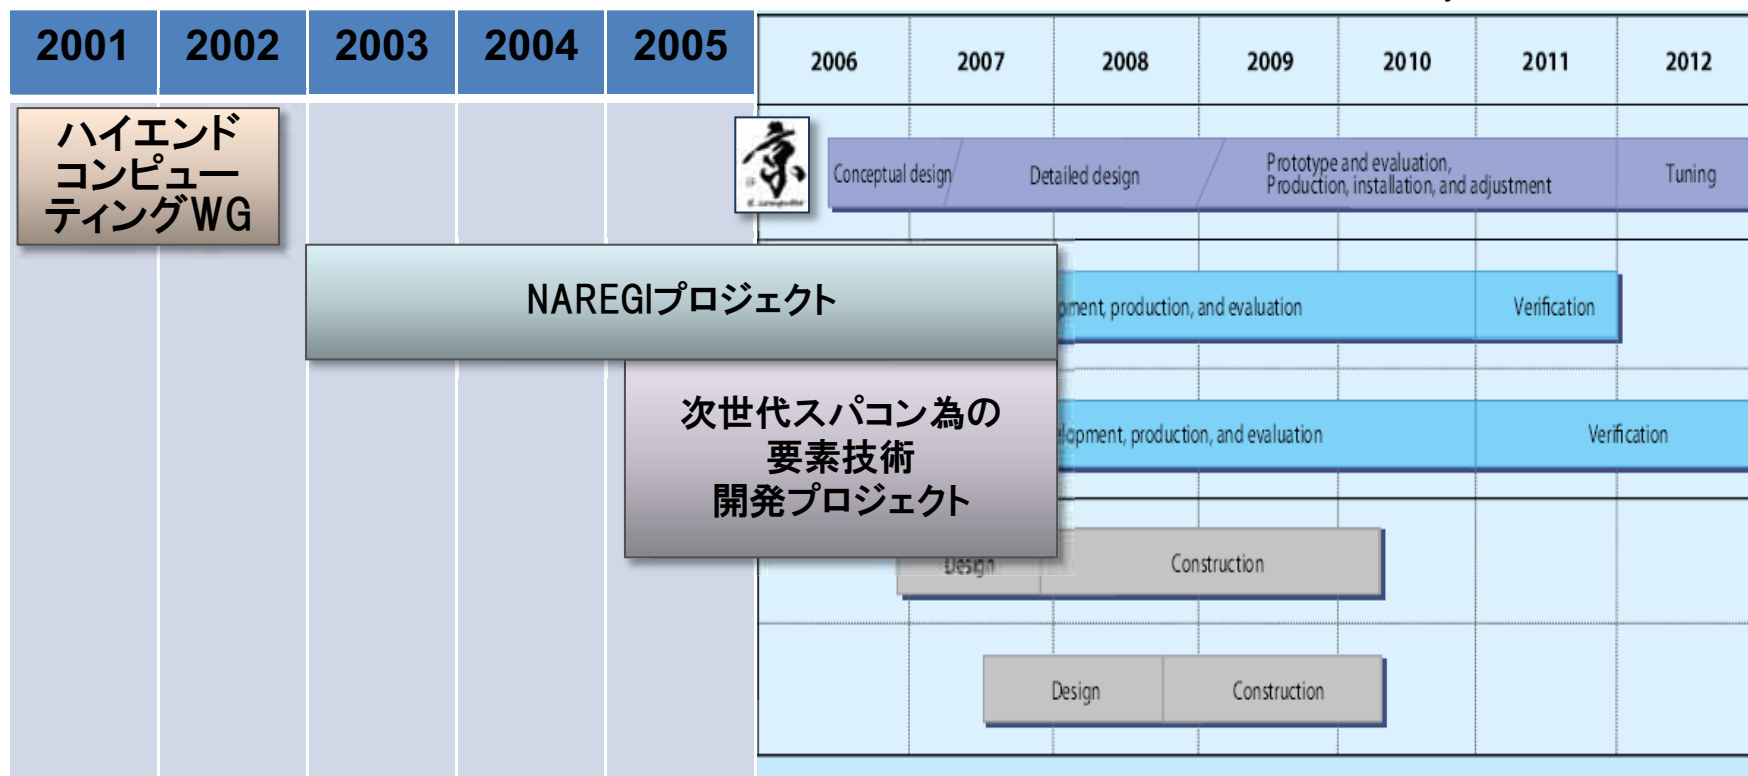 2001 2002 2003 2004 2005 2006 2007 2008 2009 2010 2011 2012
ハイエンド
コンピュー
ティングWG
京
Conceptual design
Detailed design
Prototype and evaluation,
Production, installation, and adjustment
Tuning
NAREGIプロジェクト
production, and evaluation
Verification
次世代スパコン為の
要素技術
開発プロジェクト
production, and evaluation
Verification
Design
Construction
Design
Construction